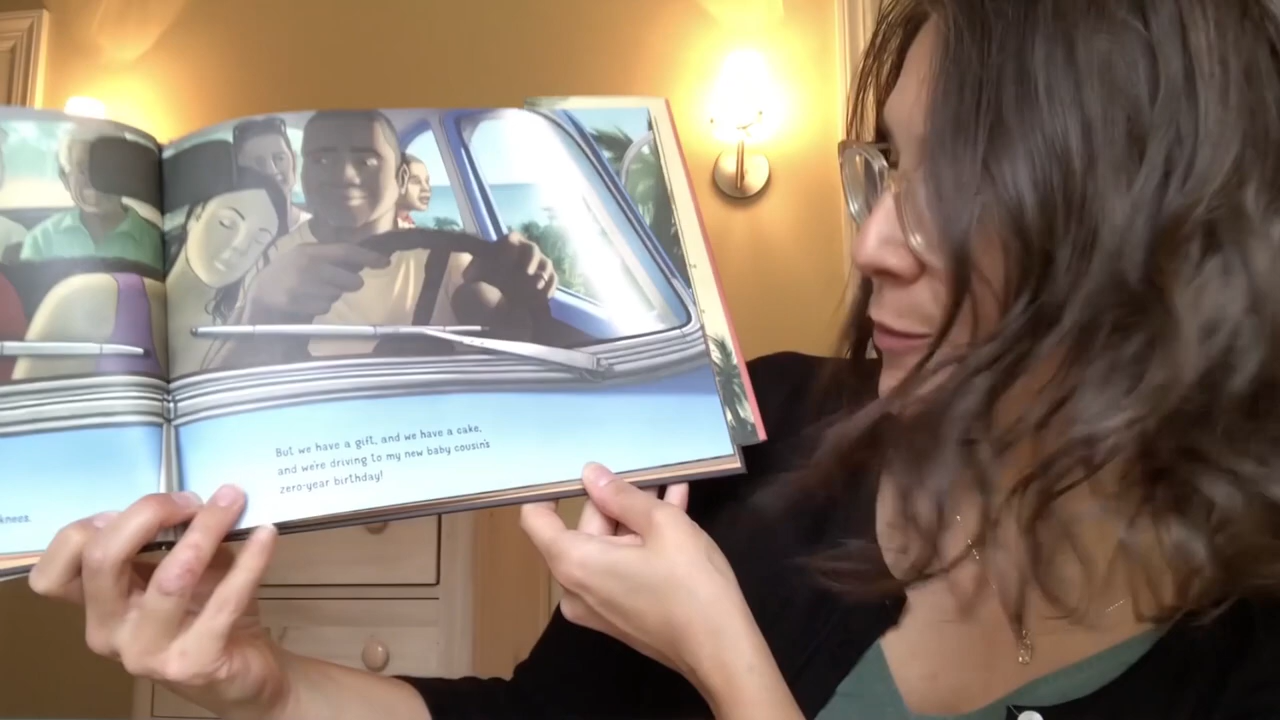 knees.
But we have a gift, and we have a cake,
and we're driving to my new baby cousin's
zero-year birthday!